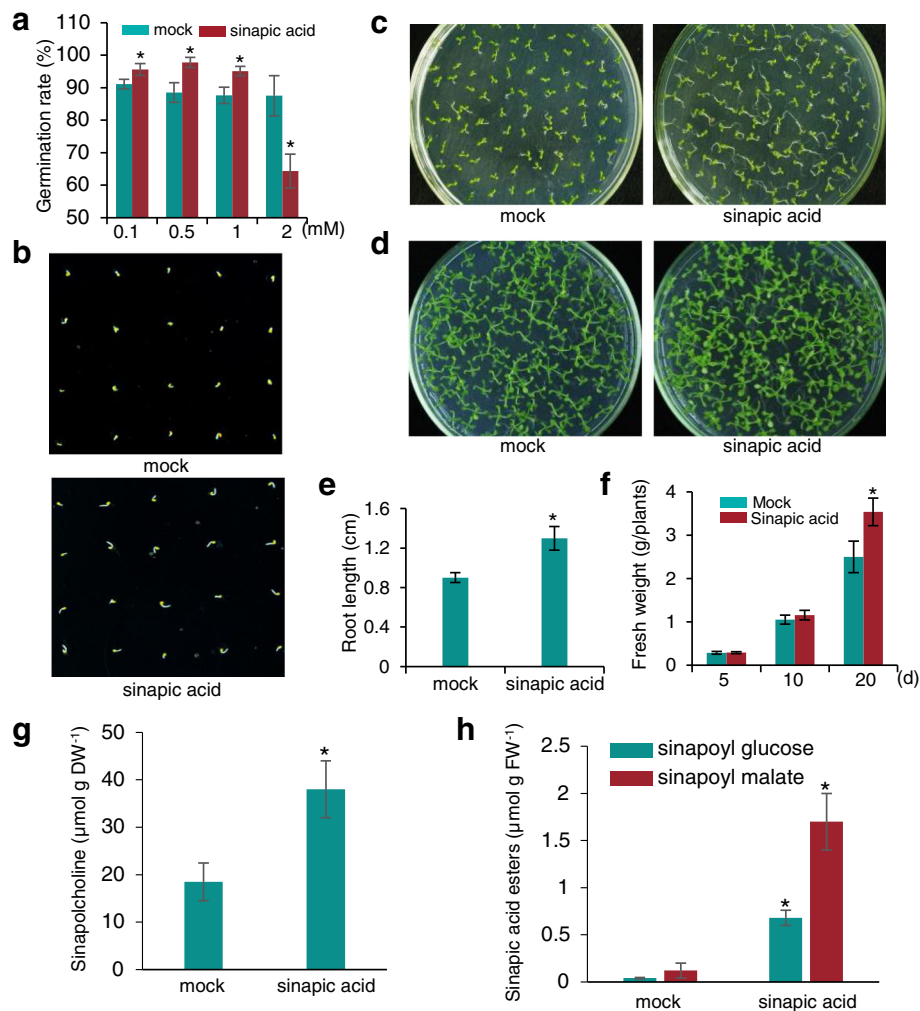 a
mock
sinapic acid
Germination rate (%)
100
90
80
70
60
50
*
*
*
*
0.1
0.5
1
2
(mM)
b
mock
sinapic acid
c
mock
sinapic acid
d
mock
sinapic acid
e
Root length (cm)
1.6
1.2
0.8
0.4
0
*
mock
sinapic acid
f
Mock
Sinapic acid
Fresh weight (g/plants)
4
3
2
1
0
*
5
10
20
(d)
g
Sinapolcholine (μmol g DW⁻¹)
50
40
30
20
10
0
*
mock
sinapic acid
h
sinapoyl glucose
sinapoyl malate
Sinapic acid esters (μmol g FW⁻¹)
2.5
2
1.5
1
0.5
0
*
*
mock
sinapic acid